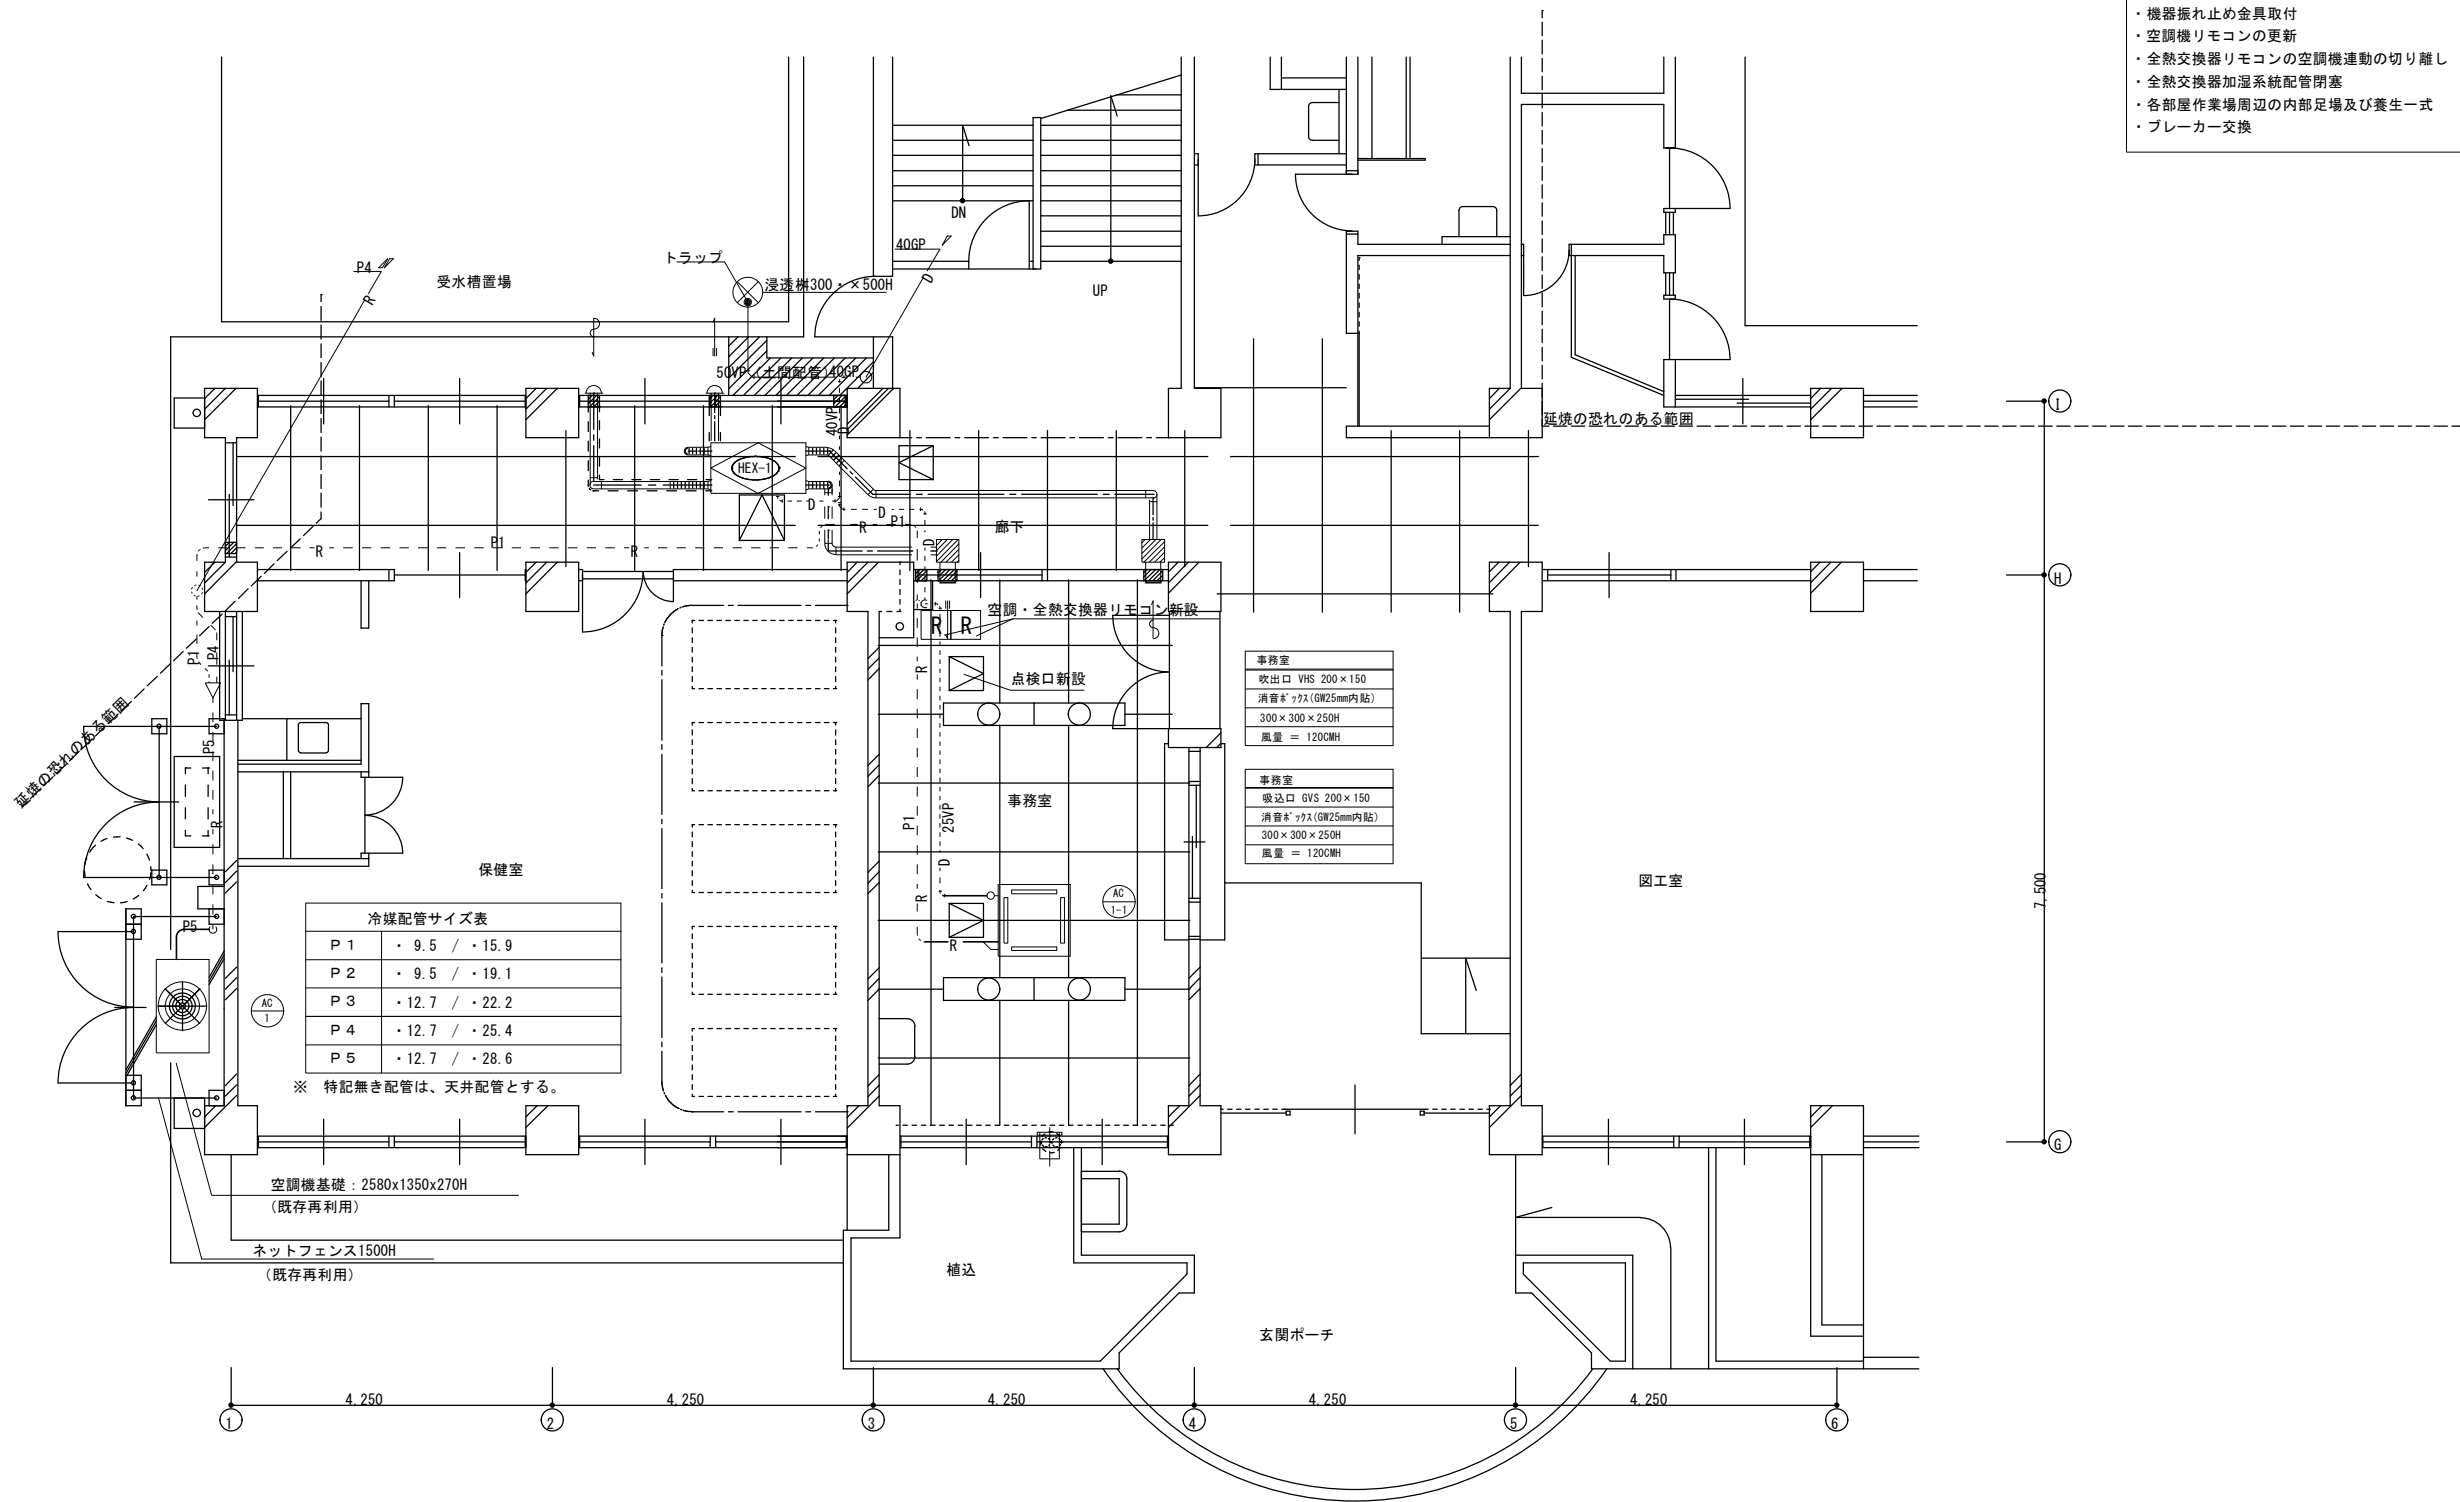 ・機器振れ止め金具取付
・空調機リモコンの更新
・全熱交換器リモコンの空調機連動の切り離し
・全熱交換器加湿系統配管閉塞
・各部屋作業場周辺の内部足場及び養生一式
・ブレーカー交換
DN
UP
40GP
D
トラップ
浸透桝300・×500H
P4
R
受水槽置場
50VP (土間配管)40GP
40VP
D
延焼の恐れのある範囲
I
HEX-1
D
D
R
P1
D
廊下
R
P1
R
H
空調・全熱交換器リモコン新設
R R
P1
P4
R
点検口新設
事務室
吹出口 VHS 200×150
消音ﾎﾞｯｸｽ(GW25mm内貼)
300×300×250H
風量 = 120CMH
事務室
吸込口 GVS 200×150
消音ﾎﾞｯｸｽ(GW25mm内貼)
300×300×250H
風量 = 120CMH
延焼の恐れのある範囲
P5
R
P1
25VP
D
事務室
保健室
図工室
7,500
R
AC
1-1
R
P5
AC
1
冷媒配管サイズ表
P1 ・ 9.5 / ・15.9
P2 ・ 9.5 / ・19.1
P3 ・12.7 / ・22.2
P4 ・12.7 / ・25.4
P5 ・12.7 / ・28.6
※ 特記無き配管は、天井配管とする。
G
空調機基礎：2580x1350x270H
(既存再利用)
ネットフェンス1500H
(既存再利用)
植込
玄関ポーチ
4,250 4,250 4,250 4,250 4,250
1 2 3 4 5 6